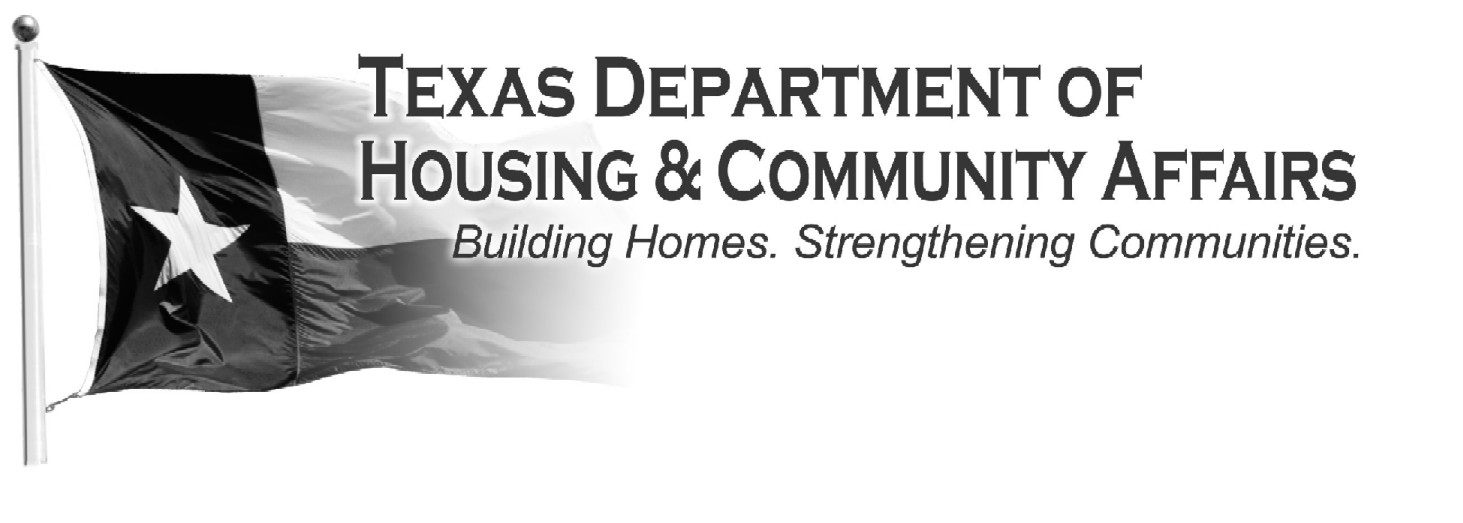 TEXAS DEPARTMENT OF
HOUSING & COMMUNITY AFFAIRS
Building Homes. Strengthening Communities.